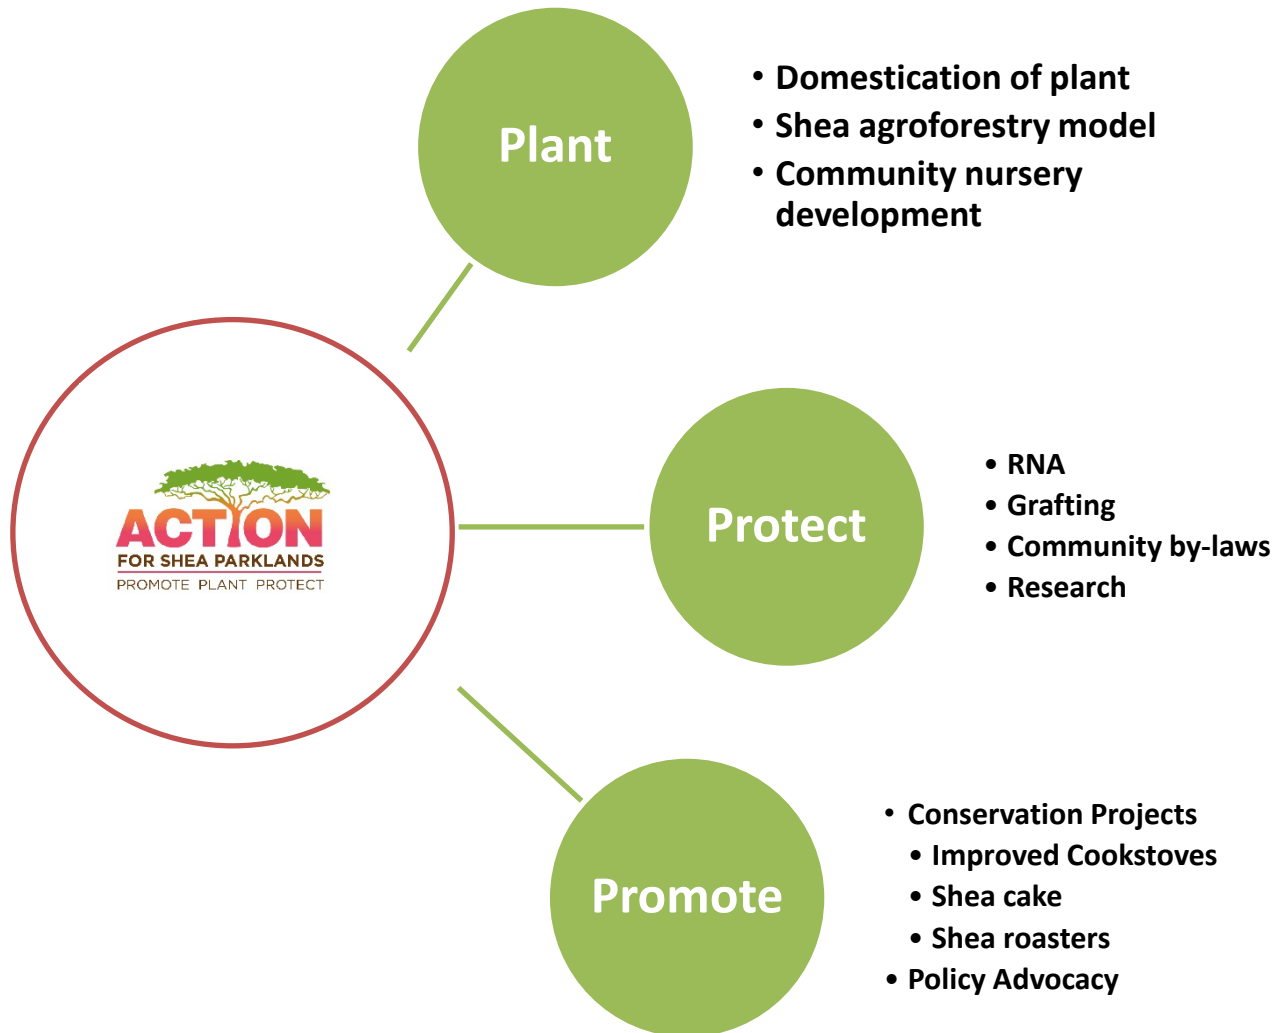 Plant
• Domestication of plant
• Shea agroforestry model
• Community nursery
development
ACTION
FOR SHEA PARKLANDS
PROMOTE PLANT PROTECT
Protect
• RNA
• Grafting
• Community by-laws
• Research
Promote
• Conservation Projects
• Improved Cookstoves
• Shea cake
• Shea roasters
• Policy Advocacy